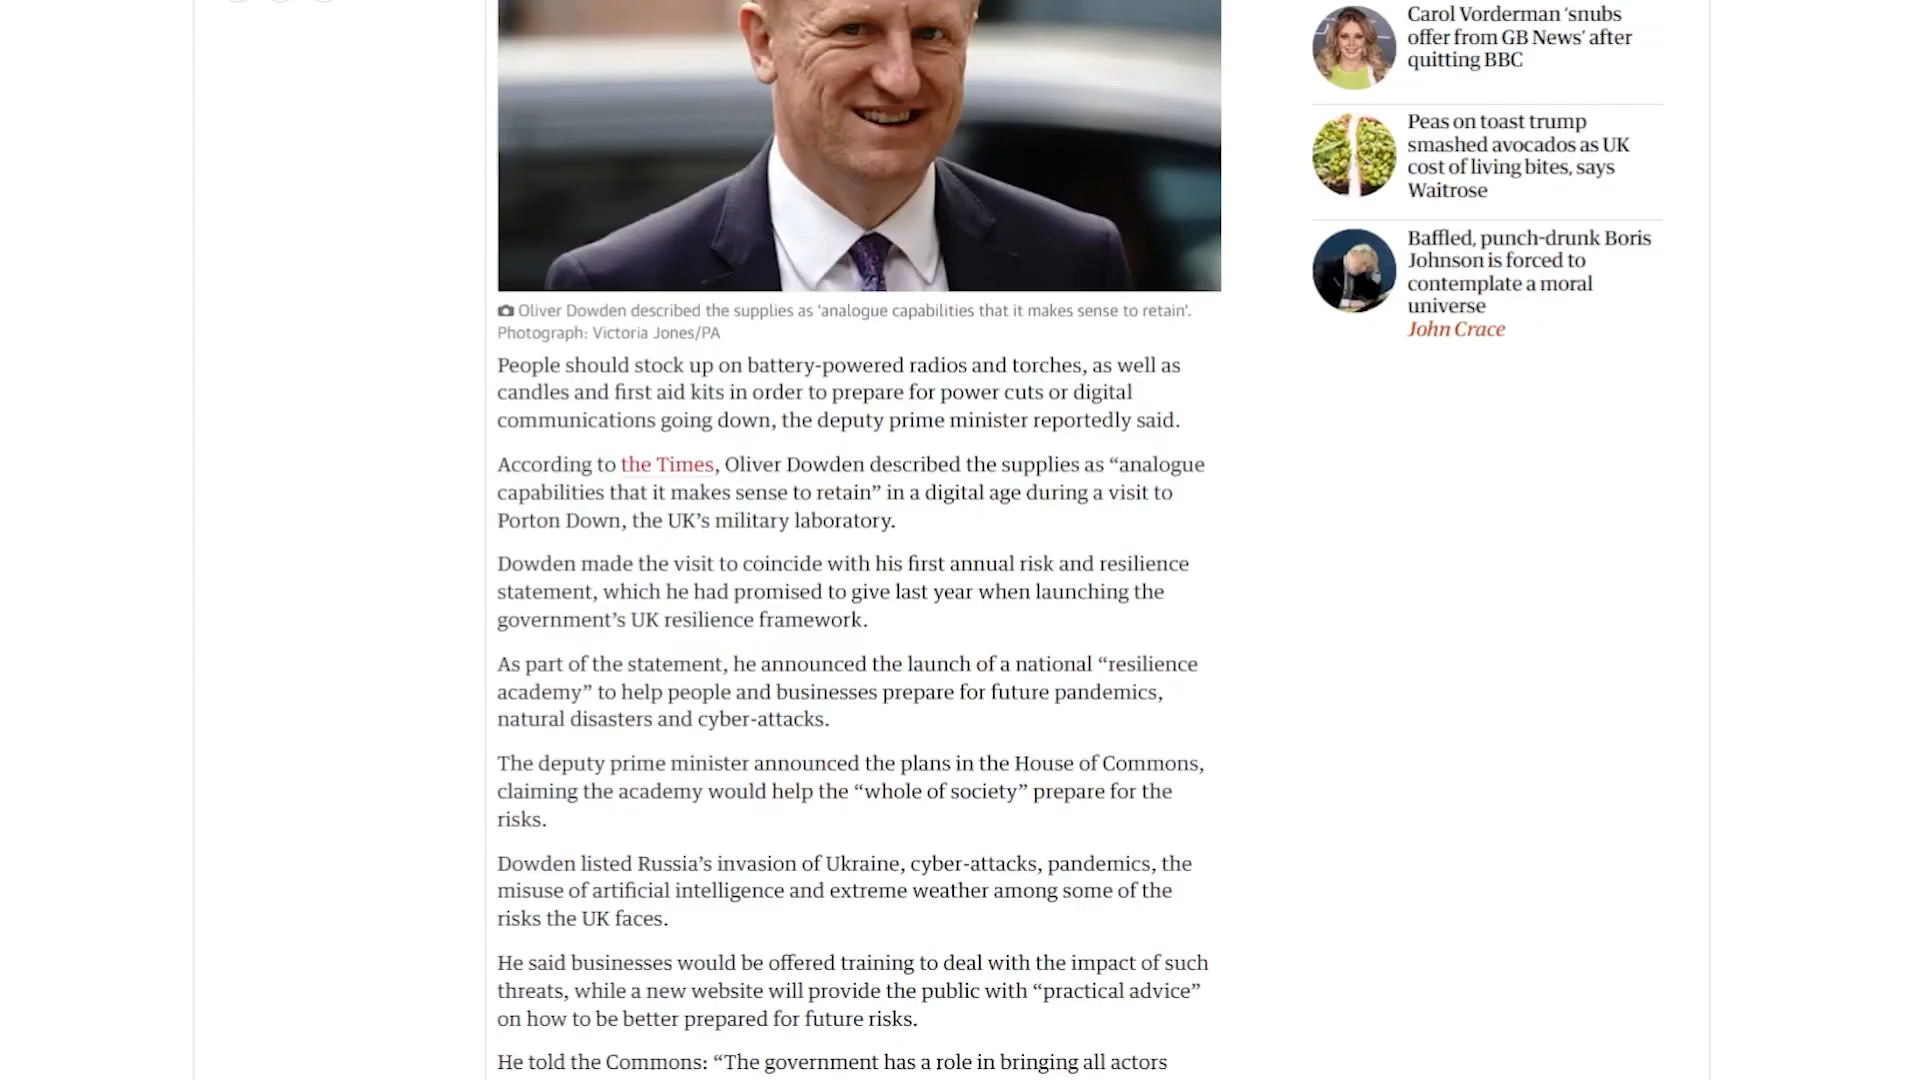 Oliver Dowden described the supplies as ‘analogue capabilities that it makes sense to retain’.
Photograph: Victoria Jones/PA
People should stock up on battery-powered radios and torches, as well as
candles and first aid kits in order to prepare for power cuts or digital
communications going down, the deputy prime minister reportedly said.
According to the Times, Oliver Dowden described the supplies as “analogue
capabilities that it makes sense to retain” in a digital age during a visit to
Porton Down, the UK’s military laboratory.
Dowden made the visit to coincide with his first annual risk and resilience
statement, which he had promised to give last year when launching the
government’s UK resilience framework.
As part of the statement, he announced the launch of a national “resilience
academy” to help people and businesses prepare for future pandemics,
natural disasters and cyber-attacks.
The deputy prime minister announced the plans in the House of Commons,
claiming the academy would help the “whole of society” prepare for the
risks.
Dowden listed Russia’s invasion of Ukraine, cyber-attacks, pandemics, the
misuse of artificial intelligence and extreme weather among some of the
risks the UK faces.
He said businesses would be offered training to deal with the impact of such
threats, while a new website will provide the public with “practical advice”
on how to be better prepared for future risks.
He told the Commons: “The government has a role in bringing all actors
Carol Vorderman ‘snubs
offer from GB News’ after
quitting BBC
Peas on toast trump
smashed avocados as UK
cost of living bites, says
Waitrose
Baffled, punch-drunk Boris
Johnson is forced to
contemplate a moral
universe
John Crace